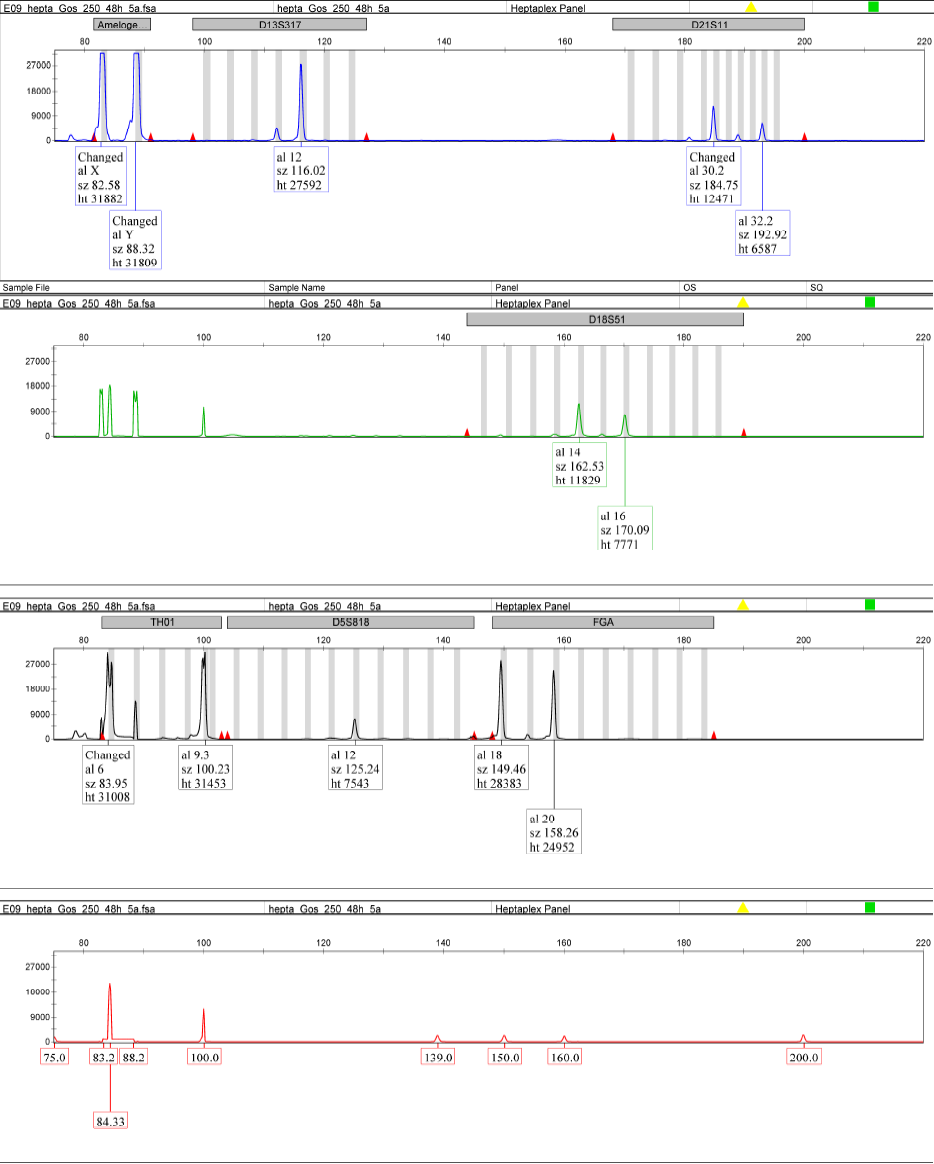 E09_hepta_Gos_250_48h_5a.fsa hepta_Gos_250_48h_5a Heptaplex Panel
Ameloge... D13S317 D21S11
80 100 120 140 160 180 200 220
27000
18000
9000
0
Changed
al X
sz 82.58
ht 31882
Changed
al Y
sz 88.32
ht 31809
al 12
sz 116.02
ht 27592
Changed
al 30.2
sz 184.75
ht 12471
al 32.2
sz 192.92
ht 6587
Sample File Sample Name Panel OS SQ
E09_hepta_Gos_250_48h_5a.fsa hepta_Gos_250_48h_5a Heptaplex Panel
D18S51
80 100 120 140 160 180 200 220
27000
18000
9000
0
al 14
sz 162.53
ht 11829
al 16
sz 170.09
ht 7771
E09_hepta_Gos_250_48h_5a.fsa hepta_Gos_250_48h_5a Heptaplex Panel
TH01 D5S818 FGA
80 100 120 140 160 180 200 220
27000
18000
9000
0
Changed
al 6
sz 83.95
ht 31008
al 9.3
sz 100.23
ht 31453
al 12
sz 125.24
ht 7543
al 18
sz 149.46
ht 28383
al 20
sz 158.26
ht 24952
E09_hepta_Gos_250_48h_5a.fsa hepta_Gos_250_48h_5a Heptaplex Panel
80 100 120 140 160 180 200 220
27000
18000
9000
0
75.0 83.2 88.2 100.0 139.0 150.0 160.0 200.0
84.33